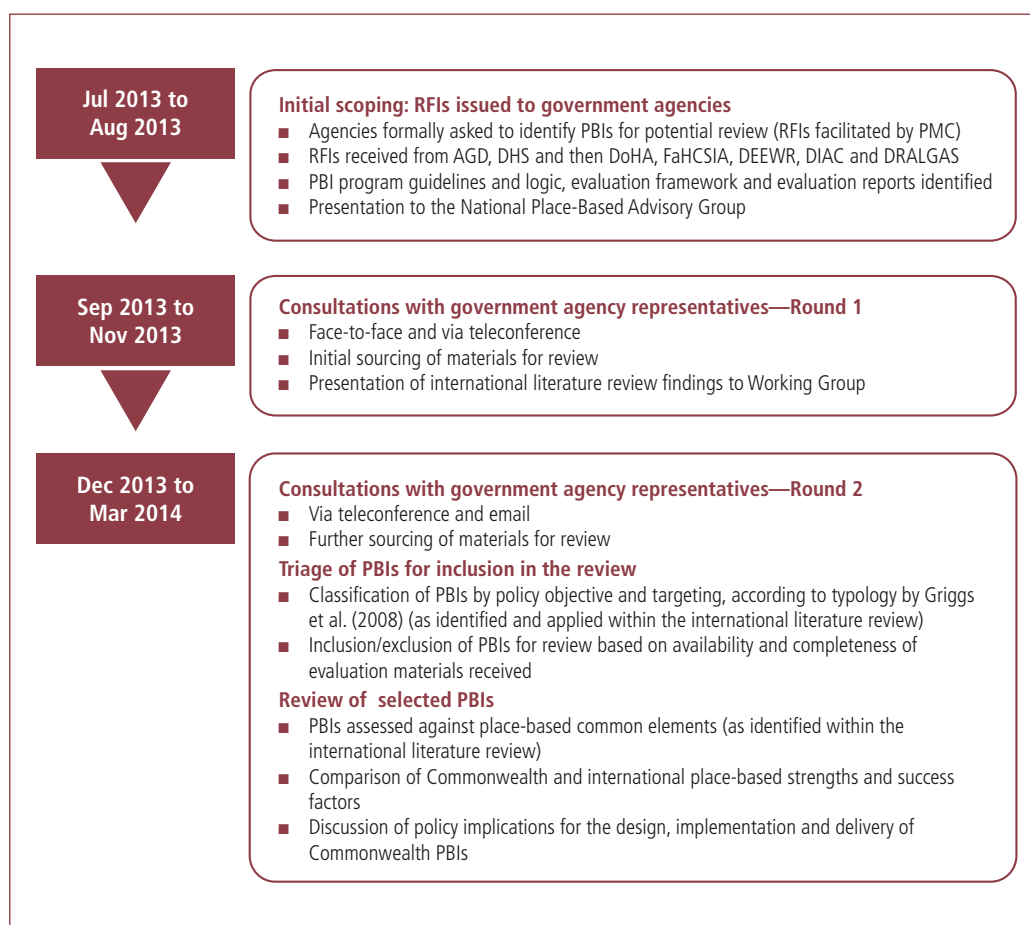 Jul 2013 to
Aug 2013
Initial scoping: RFIs issued to government agencies
■ Agencies formally asked to identify PBIs for potential review (RFIs facilitated by PMC)
■ RFIs received from AGD, DHS and then DoHA, FaHCSIA, DEEWR, DIAC and DRALGAS
■ PBI program guidelines and logic, evaluation framework and evaluation reports identified
■ Presentation to the National Place-Based Advisory Group
Sep 2013 to
Nov 2013
Consultations with government agency representatives—Round 1
■ Face-to-face and via teleconference
■ Initial sourcing of materials for review
■ Presentation of international literature review findings to Working Group
Dec 2013 to
Mar 2014
Consultations with government agency representatives—Round 2
■ Via teleconference and email
■ Further sourcing of materials for review
Triage of PBIs for inclusion in the review
■ Classification of PBIs by policy objective and targeting, according to typology by Griggs
et al. (2008) (as identified and applied within the international literature review)
■ Inclusion/exclusion of PBIs for review based on availability and completeness of
evaluation materials received
Review of selected PBIs
■ PBIs assessed against place-based common elements (as identified within the
international literature review)
■ Comparison of Commonwealth and international place-based strengths and success
factors
■ Discussion of policy implications for the design, implementation and delivery of
Commonwealth PBIs